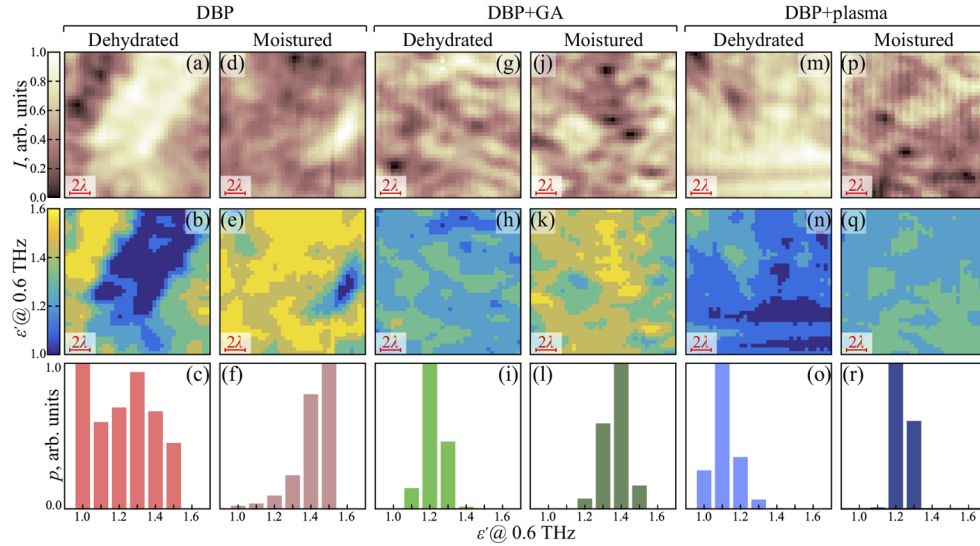 DBP DBP+GA DBP+plasma
Dehydrated Moistured Dehydrated Moistured Dehydrated Moistured
I, arb. units
1.0
0.8
0.6
0.4
0.2
0.0
(a) (d) (g) (j) (m) (p)
2λ 2λ 2λ 2λ 2λ 2λ
ε′@ 0.6 THz
1.6
1.4
1.2
1.0
(b) (e) (h) (k) (n) (q)
2λ 2λ 2λ 2λ 2λ 2λ
p, arb. units
1.0
0.0
(c) (f) (i) (l) (o) (r)
1.0 1.2 1.4 1.6 1.0 1.2 1.4 1.6 1.0 1.2 1.4 1.6 1.0 1.2 1.4 1.6 1.0 1.2 1.4 1.6 1.0 1.2 1.4 1.6
ε′@ 0.6 THz